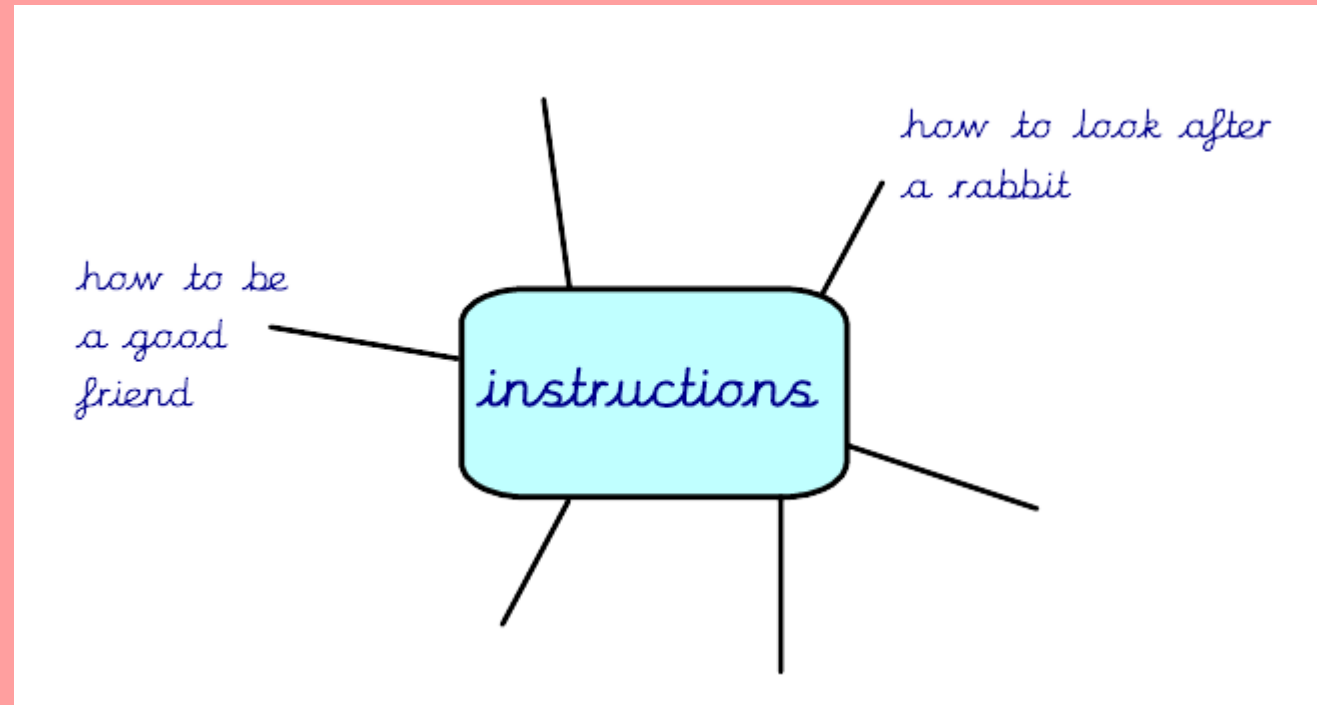 how to look after
a rabbit
how to be
a good
friend
instructions